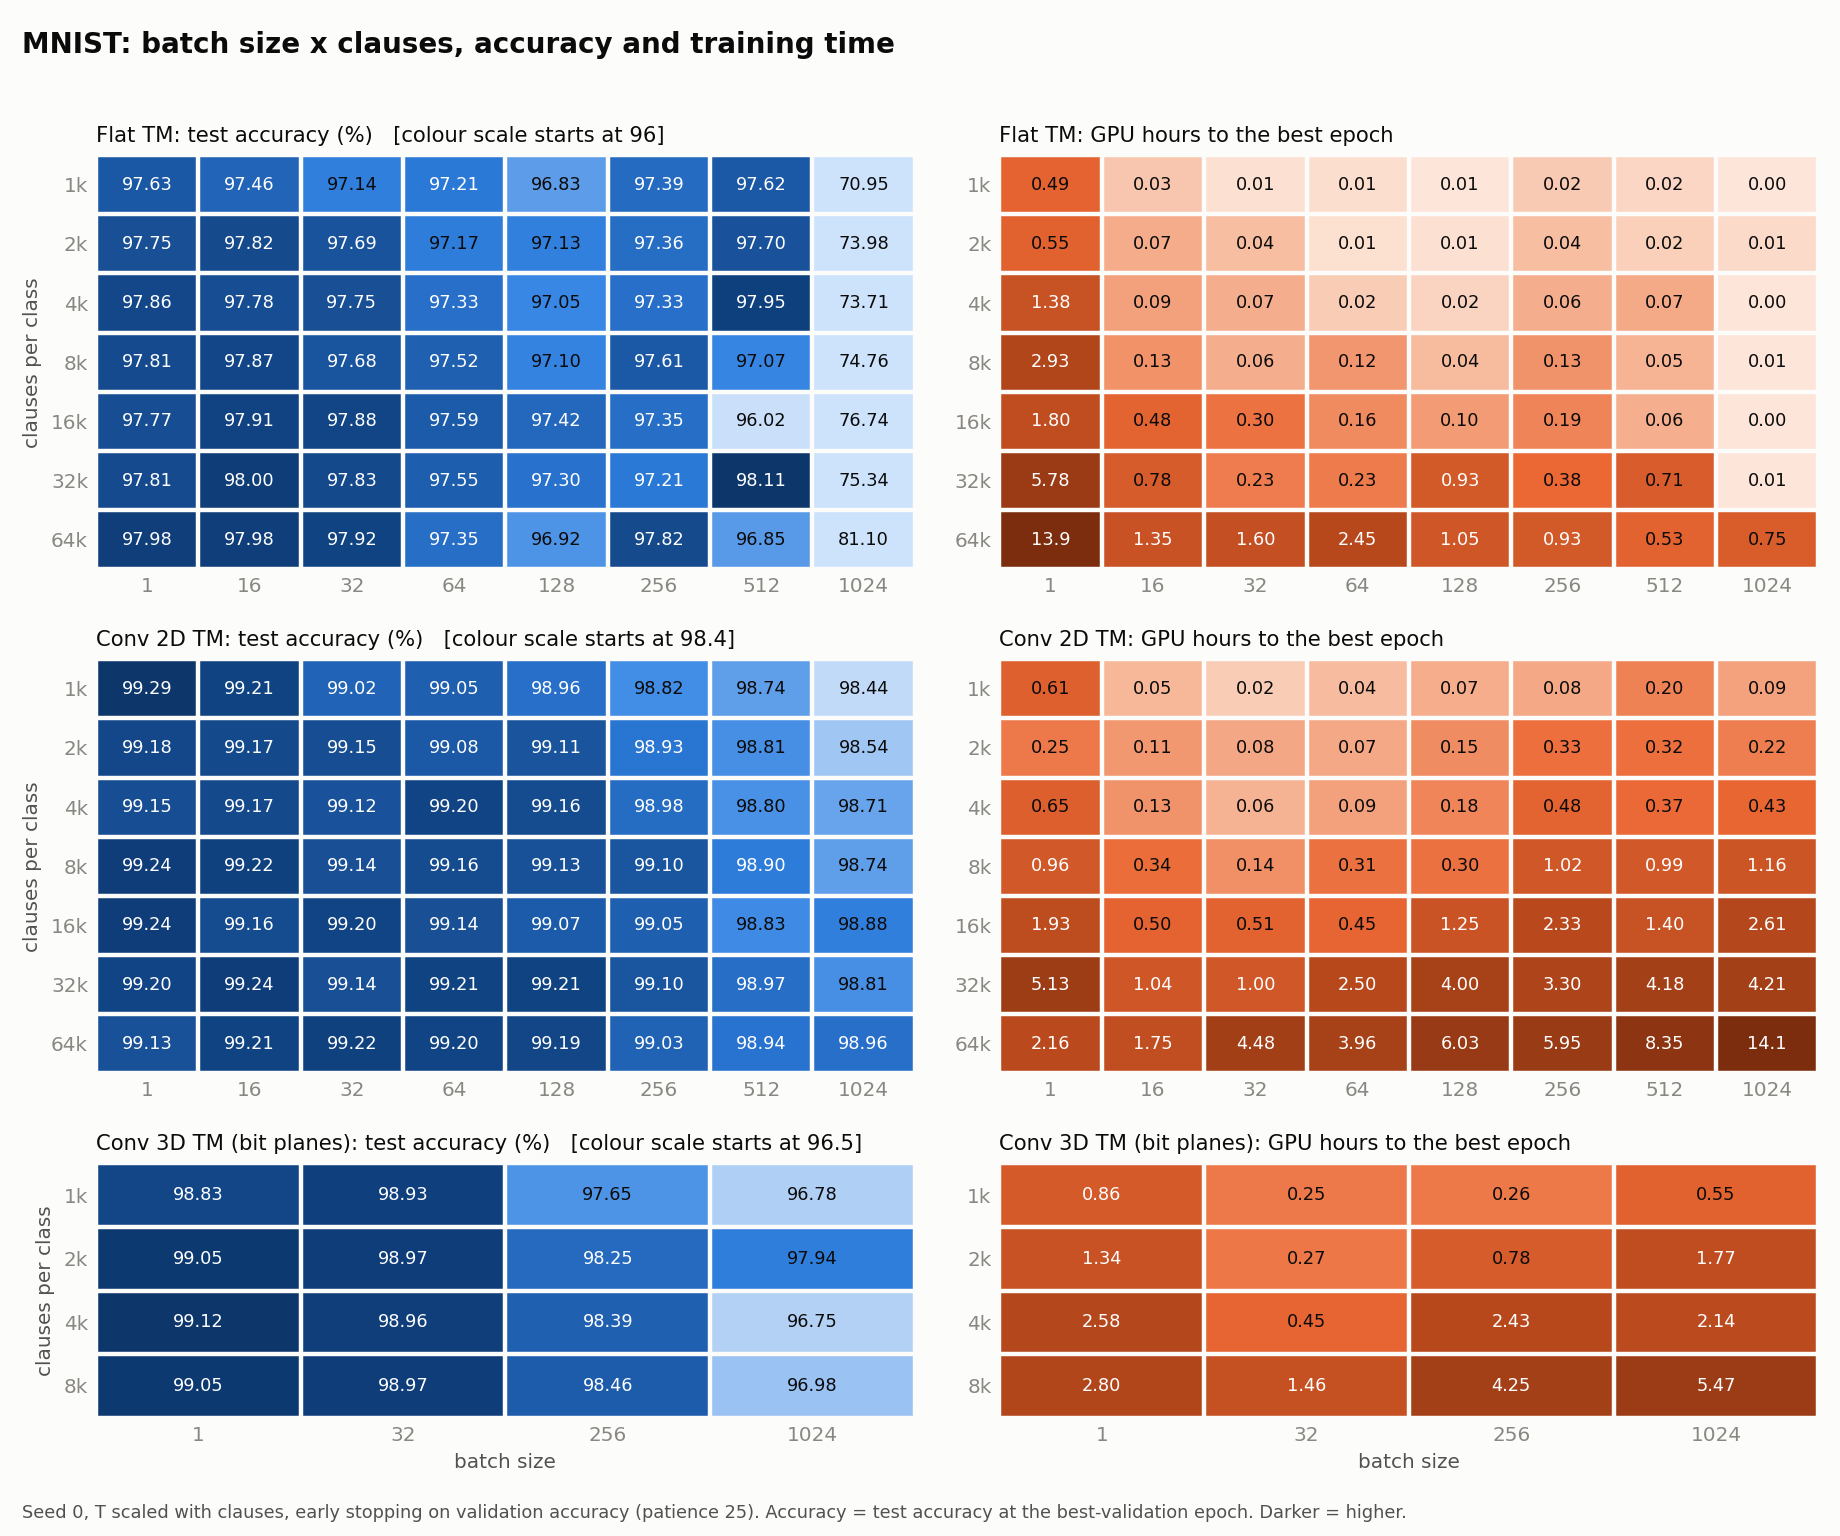 MNIST: batch size x clauses, accuracy and training time
Flat TM: test accuracy (%) [colour scale starts at 96]
clauses per class
1k 97.63 97.46 97.14 97.21 96.83 97.39 97.62 70.95
2k 97.75 97.82 97.69 97.17 97.13 97.36 97.70 73.98
4k 97.86 97.78 97.75 97.33 97.05 97.33 97.95 73.71
8k 97.81 97.87 97.68 97.52 97.10 97.61 97.07 74.76
16k 97.77 97.91 97.88 97.59 97.42 97.35 96.02 76.74
32k 97.81 98.00 97.83 97.55 97.30 97.21 98.11 75.34
64k 97.98 97.98 97.92 97.35 96.92 97.82 96.85 81.10
1 16 32 64 128 256 512 1024
Flat TM: GPU hours to the best epoch
1k 0.49 0.03 0.01 0.01 0.01 0.02 0.02 0.00
2k 0.55 0.07 0.04 0.01 0.01 0.04 0.02 0.01
4k 1.38 0.09 0.07 0.02 0.02 0.06 0.07 0.00
8k 2.93 0.13 0.06 0.12 0.04 0.13 0.05 0.01
16k 1.80 0.48 0.30 0.16 0.10 0.19 0.06 0.00
32k 5.78 0.78 0.23 0.23 0.93 0.38 0.71 0.01
64k 13.9 1.35 1.60 2.45 1.05 0.93 0.53 0.75
1 16 32 64 128 256 512 1024
Conv 2D TM: test accuracy (%) [colour scale starts at 98.4]
clauses per class
1k 99.29 99.21 99.02 99.05 98.96 98.82 98.74 98.44
2k 99.18 99.17 99.15 99.08 99.11 98.93 98.81 98.54
4k 99.15 99.17 99.12 99.20 99.16 98.98 98.80 98.71
8k 99.24 99.22 99.14 99.16 99.13 99.10 98.90 98.74
16k 99.24 99.16 99.20 99.14 99.07 99.05 98.83 98.88
32k 99.20 99.24 99.14 99.21 99.21 99.10 98.97 98.81
64k 99.13 99.21 99.22 99.20 99.19 99.03 98.94 98.96
1 16 32 64 128 256 512 1024
Conv 2D TM: GPU hours to the best epoch
1k 0.61 0.05 0.02 0.04 0.07 0.08 0.20 0.09
2k 0.25 0.11 0.08 0.07 0.15 0.33 0.32 0.22
4k 0.65 0.13 0.06 0.09 0.18 0.48 0.37 0.43
8k 0.96 0.34 0.14 0.31 0.30 1.02 0.99 1.16
16k 1.93 0.50 0.51 0.45 1.25 2.33 1.40 2.61
32k 5.13 1.04 1.00 2.50 4.00 3.30 4.18 4.21
64k 2.16 1.75 4.48 3.96 6.03 5.95 8.35 14.1
1 16 32 64 128 256 512 1024
Conv 3D TM (bit planes): test accuracy (%) [colour scale starts at 96.5]
clauses per class
1k 98.83 98.93 97.65 96.78
2k 99.05 98.97 98.25 97.94
4k 99.12 98.96 98.39 96.75
8k 99.05 98.97 98.46 96.98
1 32 256 1024
batch size
Conv 3D TM (bit planes): GPU hours to the best epoch
1k 0.86 0.25 0.26 0.55
2k 1.34 0.27 0.78 1.77
4k 2.58 0.45 2.43 2.14
8k 2.80 1.46 4.25 5.47
1 32 256 1024
batch size
Seed 0, T scaled with clauses, early stopping on validation accuracy (patience 25). Accuracy = test accuracy at the best-validation epoch. Darker = higher.